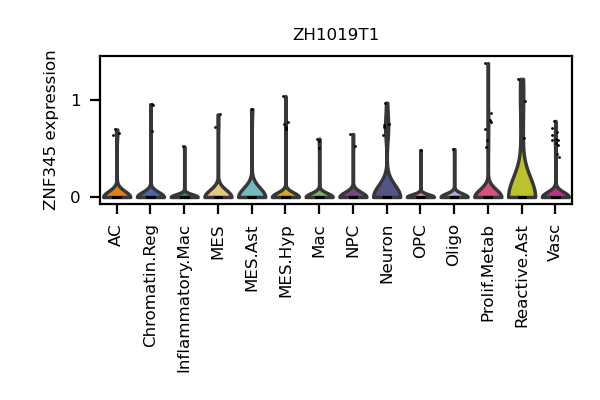 ZH1019T1
ZNF345 expression
1
0
AC
Chromatin.Reg
Inflammatory.Mac
MES
MES.Ast
MES.Hyp
Mac
NPC
Neuron
OPC
Oligo
Prolif.Metab
Reactive.Ast
Vasc